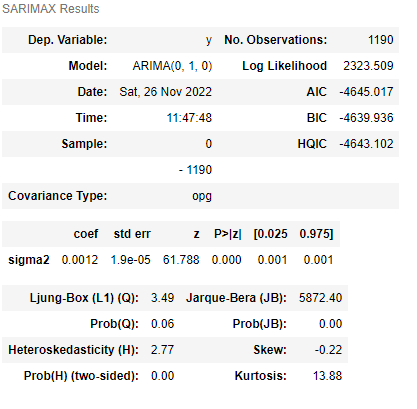 SARIMAX Results
Dep. Variable: y No. Observations: 1190
Model: ARIMA(0, 1, 0) Log Likelihood 2323.509
Date: Sat, 26 Nov 2022 AIC -4645.017
Time: 11:47:48 BIC -4639.936
Sample: 0 HQIC -4643.102
- 1190
Covariance Type: opg
coef std err z P>|z| [0.025 0.975]
sigma2 0.0012 1.9e-05 61.788 0.000 0.001 0.001
Ljung-Box (L1) (Q): 3.49 Jarque-Bera (JB): 5872.40
Prob(Q): 0.06 Prob(JB): 0.00
Heteroskedasticity (H): 2.77 Skew: -0.22
Prob(H) (two-sided): 0.00 Kurtosis: 13.88